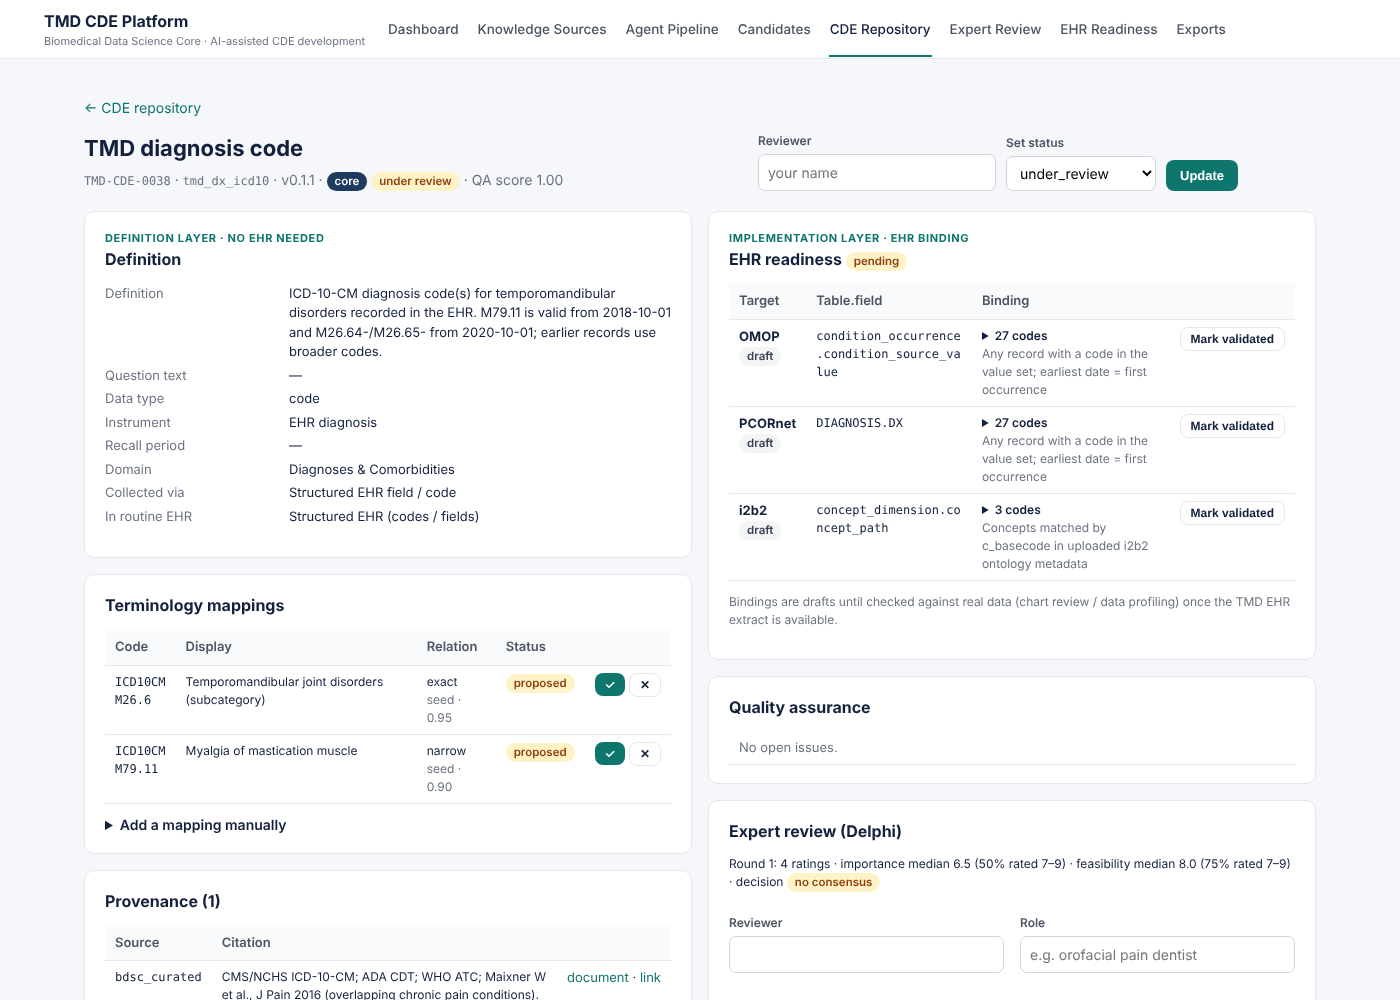 TMD CDE Platform
Biomedical Data Science Core · AI-assisted CDE development
Dashboard Knowledge Sources Agent Pipeline Candidates CDE Repository Expert Review EHR Readiness Exports
← CDE repository
TMD diagnosis code
TMD-CDE-0038 · tmd_dx_icd10 · v0.1.1 · core under review · QA score 1.00
Reviewer
your name
Set status
under_review
Update
DEFINITION LAYER · NO EHR NEEDED
Definition
Definition ICD-10-CM diagnosis code(s) for temporomandibular
disorders recorded in the EHR. M79.11 is valid from 2018-10-01
and M26.64-/M26.65- from 2020-10-01; earlier records use
broader codes.
Question text —
Data type code
Instrument EHR diagnosis
Recall period —
Domain Diagnoses & Comorbidities
Collected via Structured EHR field / code
In routine EHR Structured EHR (codes / fields)
Terminology mappings
Code Display Relation Status
ICD10CM Temporomandibular joint disorders exact proposed ✓ ✕
M26.6 (subcategory) seed ·
0.95
ICD10CM Myalgia of mastication muscle narrow proposed ✓ ✕
M79.11 seed ·
0.90
▶ Add a mapping manually
Provenance (1)
Source Citation
bdsc_curated CMS/NCHS ICD-10-CM; ADA CDT; WHO ATC; Maixner W document · link
et al., J Pain 2016 (overlapping chronic pain conditions).
IMPLEMENTATION LAYER · EHR BINDING
EHR readiness pending
Target Table.field Binding
OMOP condition_occurrence ▶ 27 codes Mark validated
draft .condition_source_va Any record with a code in the
lue value set; earliest date = first
occurrence
PCORnet DIAGNOSIS.DX ▶ 27 codes Mark validated
draft Any record with a code in the
value set; earliest date = first
occurrence
i2b2 concept_dimension.co ▶ 3 codes Mark validated
draft ncept_path Concepts matched by
c_basecode in uploaded i2b2
ontology metadata
Bindings are drafts until checked against real data (chart review / data profiling) once the TMD EHR
extract is available.
Quality assurance
No open issues.
Expert review (Delphi)
Round 1: 4 ratings · importance median 6.5 (50% rated 7–9) · feasibility median 8.0 (75% rated 7–9)
· decision no consensus
Reviewer Role
e.g. orofacial pain dentist